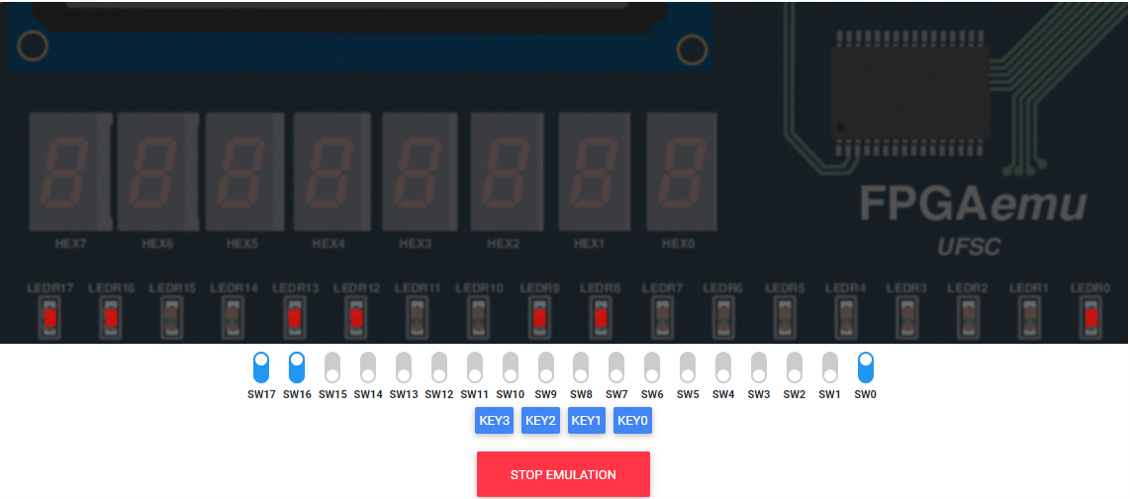 FPGAemu
UFSC
HEX7 HEX6 HEX5 HEX4 HEX3 HEX2 HEX1 HEX0
LEDR17 LEDR16 LEDR15 LEDR14 LEDR13 LEDR12 LEDR11 LEDR10 LEDR9 LEDR8 LEDR7 LEDR6 LEDR5 LEDR4 LEDR3 LEDR2 LEDR1 LEDR0
SW17 SW16 SW15 SW14 SW13 SW12 SW11 SW10 SW9 SW8 SW7 SW6 SW5 SW4 SW3 SW2 SW1 SW0
KEY3 KEY2 KEY1 KEY0
STOP EMULATION